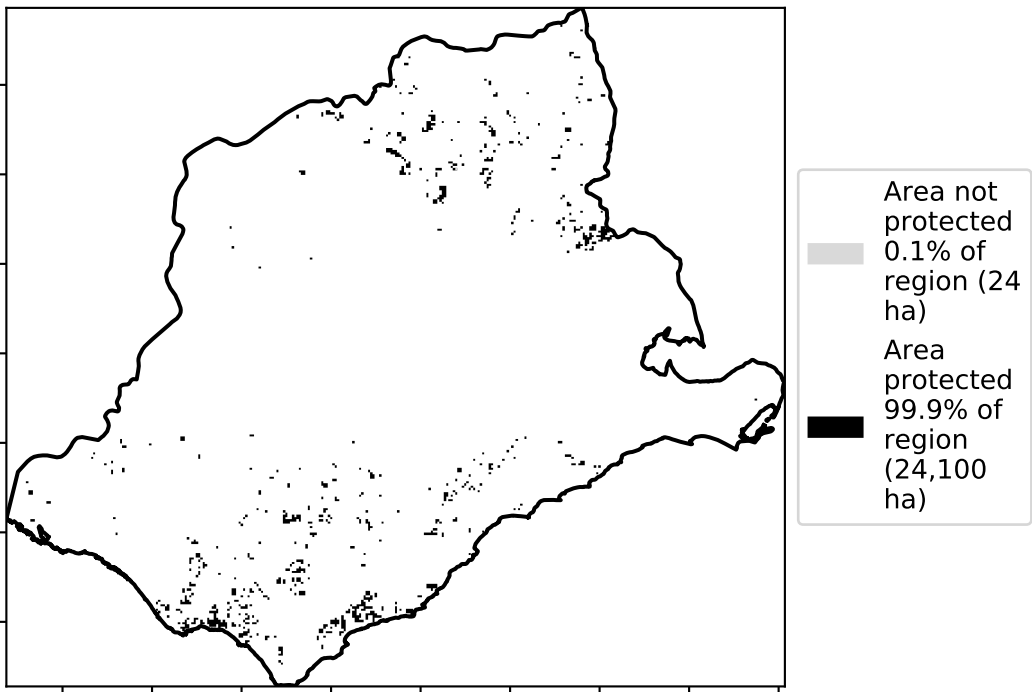 Area not
protected
0.1% of
region (24
ha)
Area
protected
99.9% of
region
(24,100
ha)